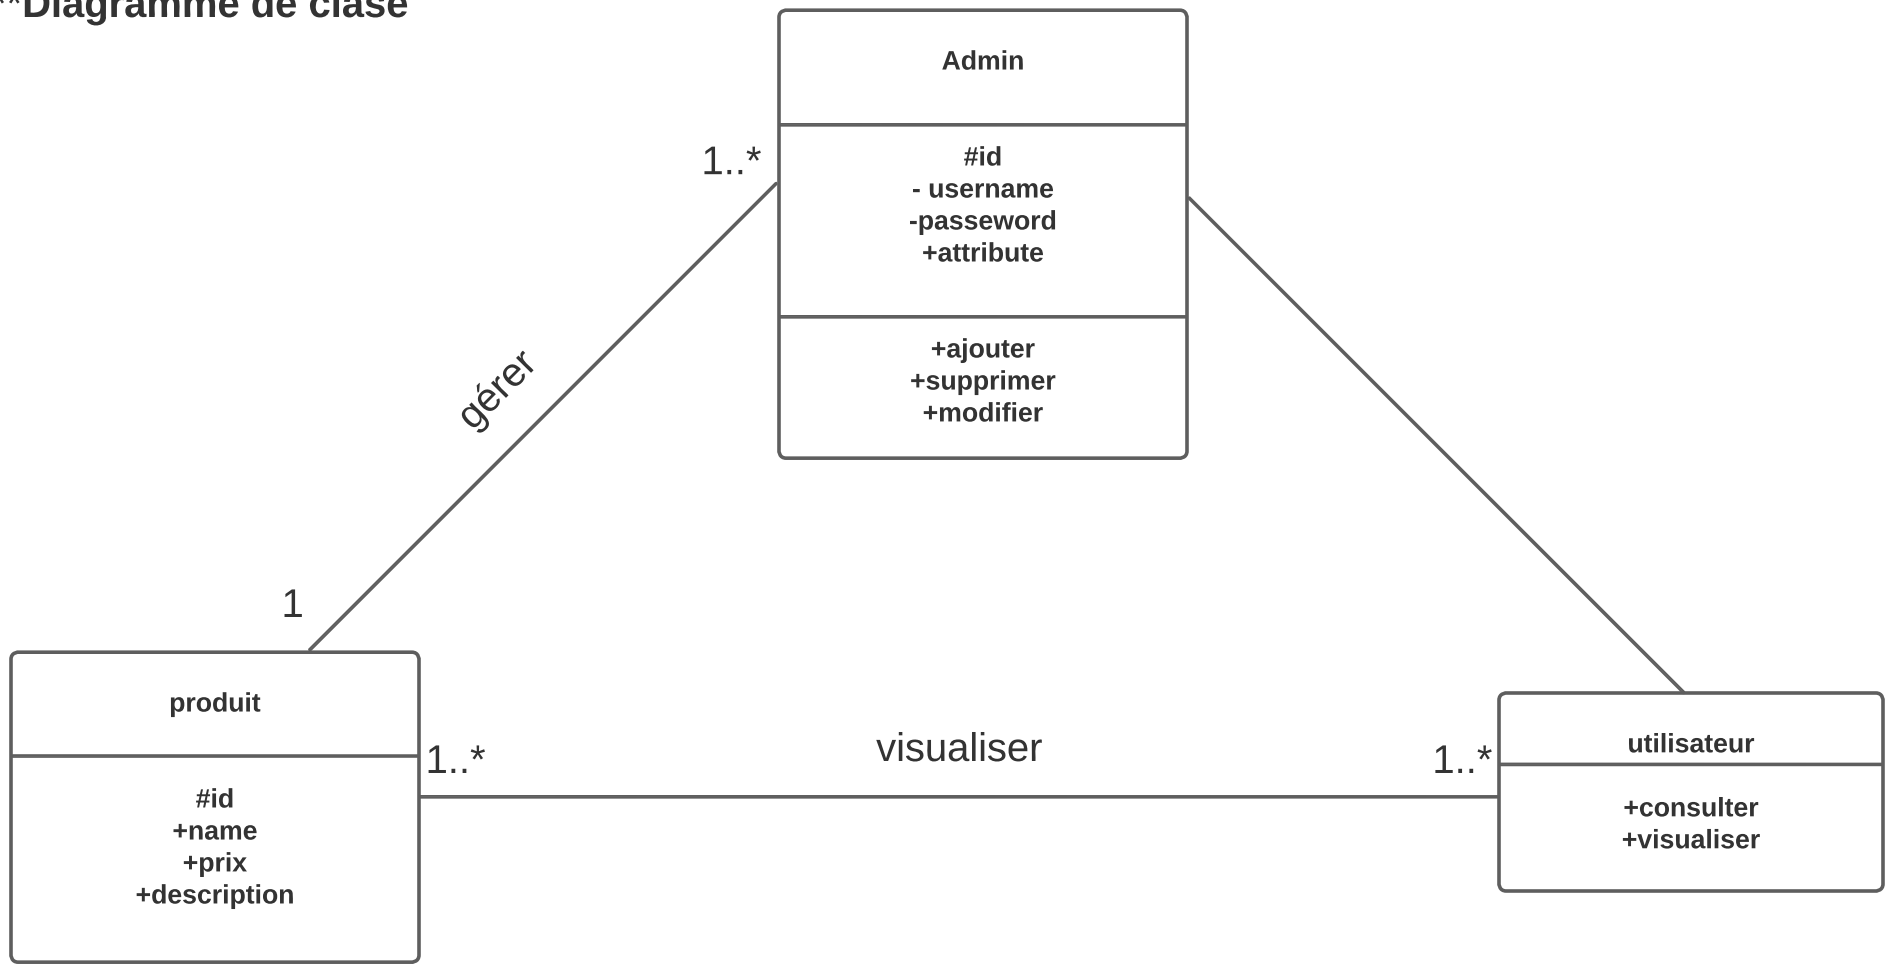 **Diagramme de clase
Admin
#id
- username
-passeword
+attribute
+ajouter
+supprimer
+modifier
1..*
gérer
1
produit
#id
+name
+prix
+description
1..*
visualiser
1..*
utilisateur
+consulter
+visualiser